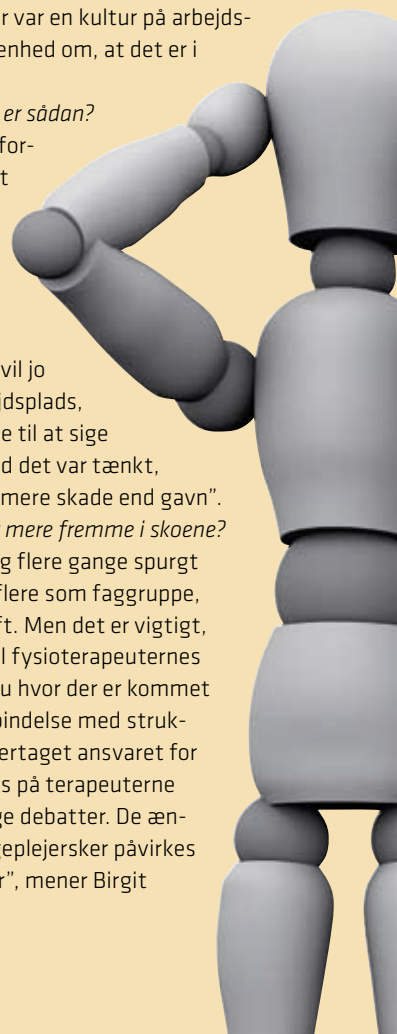 r var en kultur på arbejds-
enhed om, at det er i
er sådan?
for-
t
vil jo
jdsplads,
e til at sige
d det var tænkt,
mere skade end gavn”.
mere fremme i skoene?
g flere gange spurgt
flere som faggruppe,
ft. Men det er vigtigt,
l fysioterapeuternes
u hvor der er kommet
bindelse med struk-
ertaget ansvaret for
s på terapeuterne
ge debatter. De æn-
geplejersker påvirkes
r”, mener Birgit